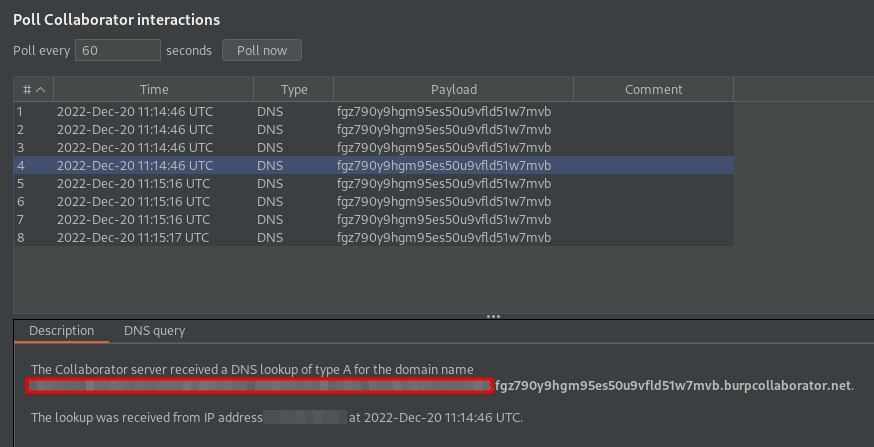 Poll Collaborator interactions
Poll every 60 seconds Poll now
# Time Type Payload Comment
1 2022-Dec-20 11:14:46 UTC DNS fgz790y9hgm95es50u9vfld51w7mvb
2 2022-Dec-20 11:14:46 UTC DNS fgz790y9hgm95es50u9vfld51w7mvb
3 2022-Dec-20 11:14:46 UTC DNS fgz790y9hgm95es50u9vfld51w7mvb
4 2022-Dec-20 11:14:46 UTC DNS fgz790y9hgm95es50u9vfld51w7mvb
5 2022-Dec-20 11:15:16 UTC DNS fgz790y9hgm95es50u9vfld51w7mvb
6 2022-Dec-20 11:15:16 UTC DNS fgz790y9hgm95es50u9vfld51w7mvb
7 2022-Dec-20 11:15:16 UTC DNS fgz790y9hgm95es50u9vfld51w7mvb
8 2022-Dec-20 11:15:17 UTC DNS fgz790y9hgm95es50u9vfld51w7mvb
Description DNS query
The Collaborator server received a DNS lookup of type A for the domain name
.fgz790y9hgm95es50u9vfld51w7mvb.burpcollaborator.net.
The lookup was received from IP address at 2022-Dec-20 11:14:46 UTC.